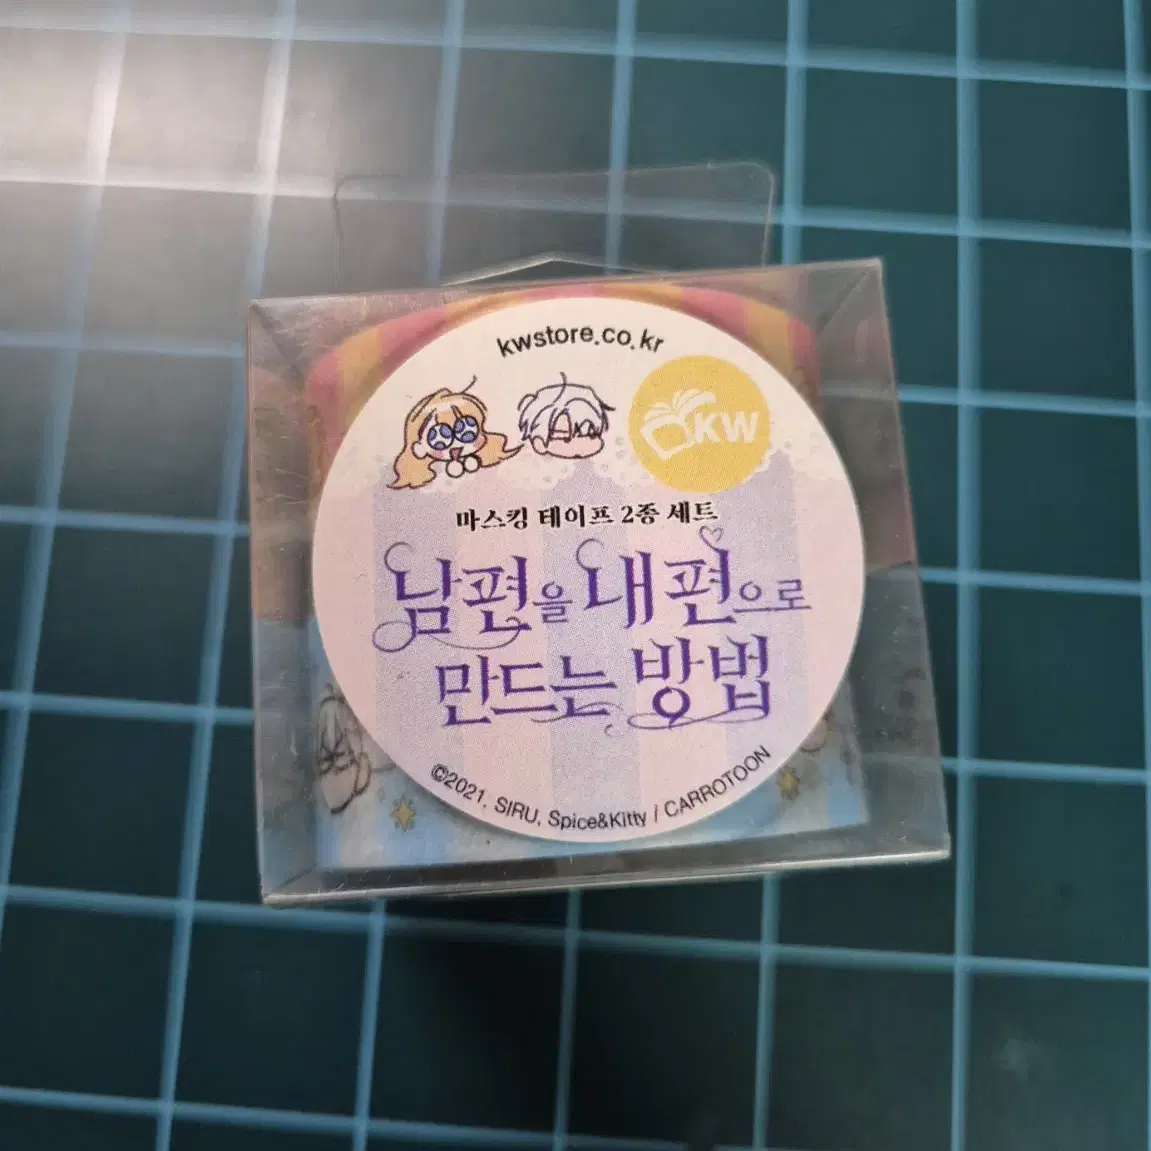 kwstore.co.kr
KW
마스킹 테이프 2종 세트
남편을 내편으로
만드는 방법
©2021. SIRU, Spice&Kitty / CARROTOON